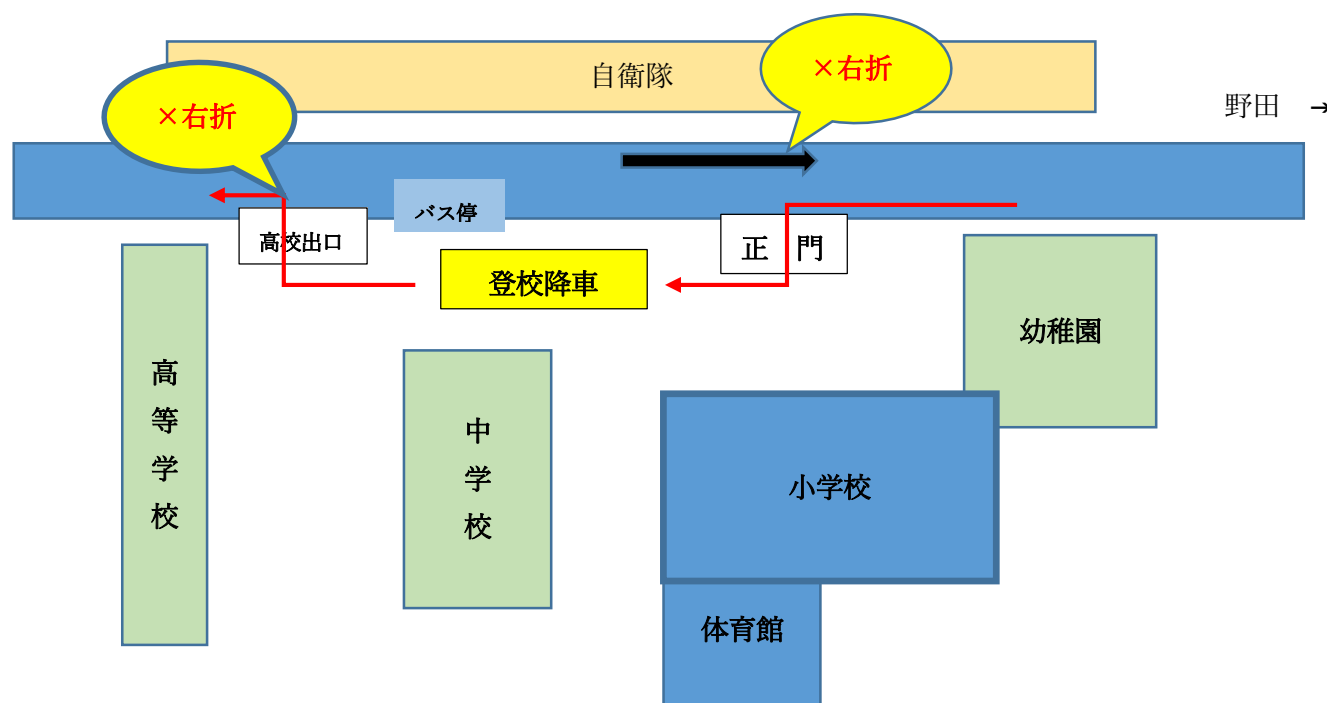 自衛隊
×右折
野田 →
×右折
バス停
高校出口
正 門
登校降車
幼稚園
高
等
学
校
中
学
校
小学校
体育館